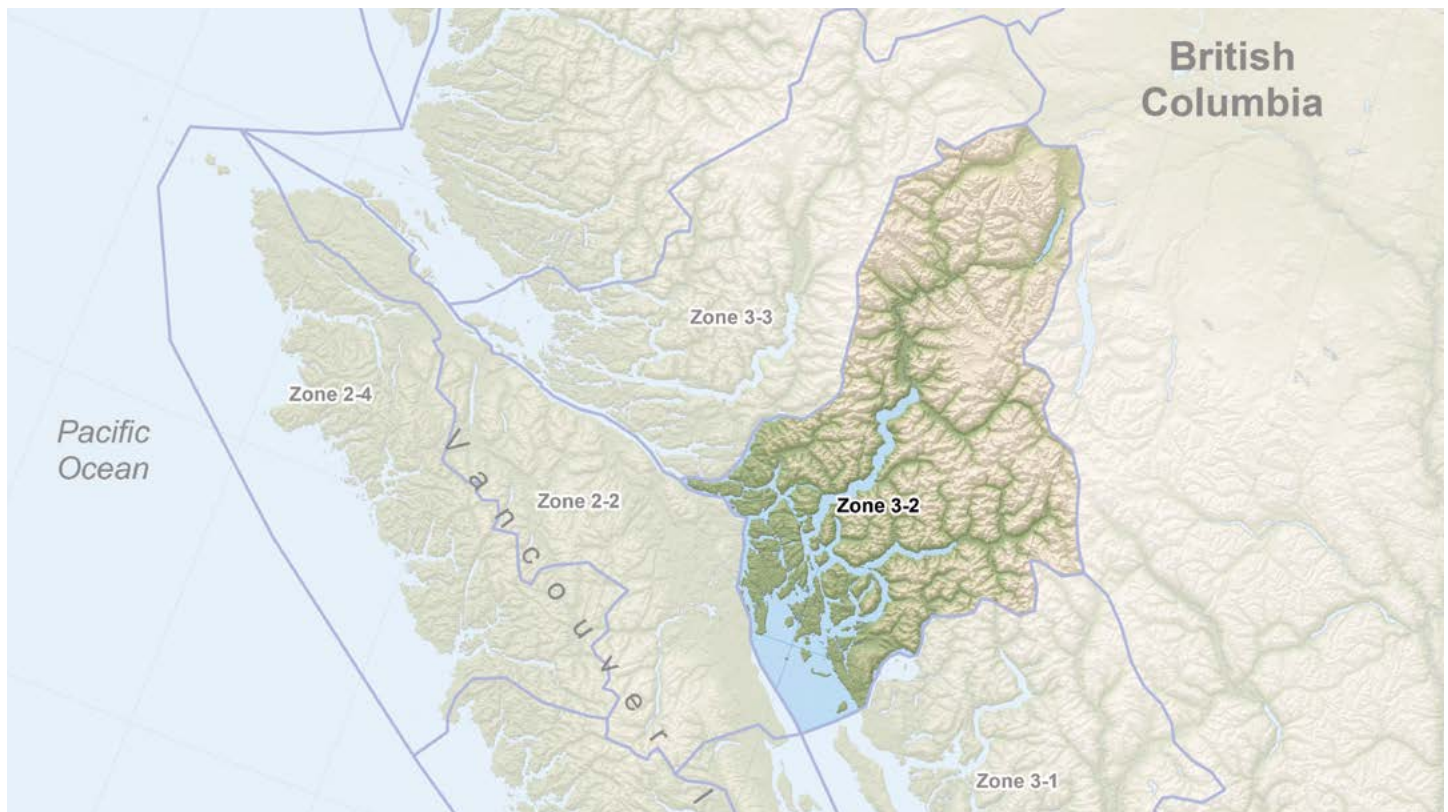 British
Columbia
Zone 3-3
Zone 2-4
Pacific
Ocean
Zone 2-2
Zone 3-2
Vancouver I
Zone 3-1